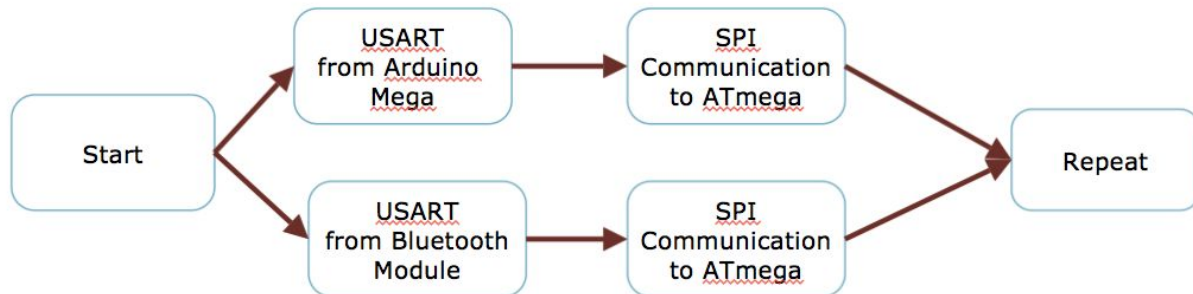 Start
USART
from Arduino
Mega
SPI
Communication
to ATmega
USART
from Bluetooth
Module
SPI
Communication
to ATmega
Repeat